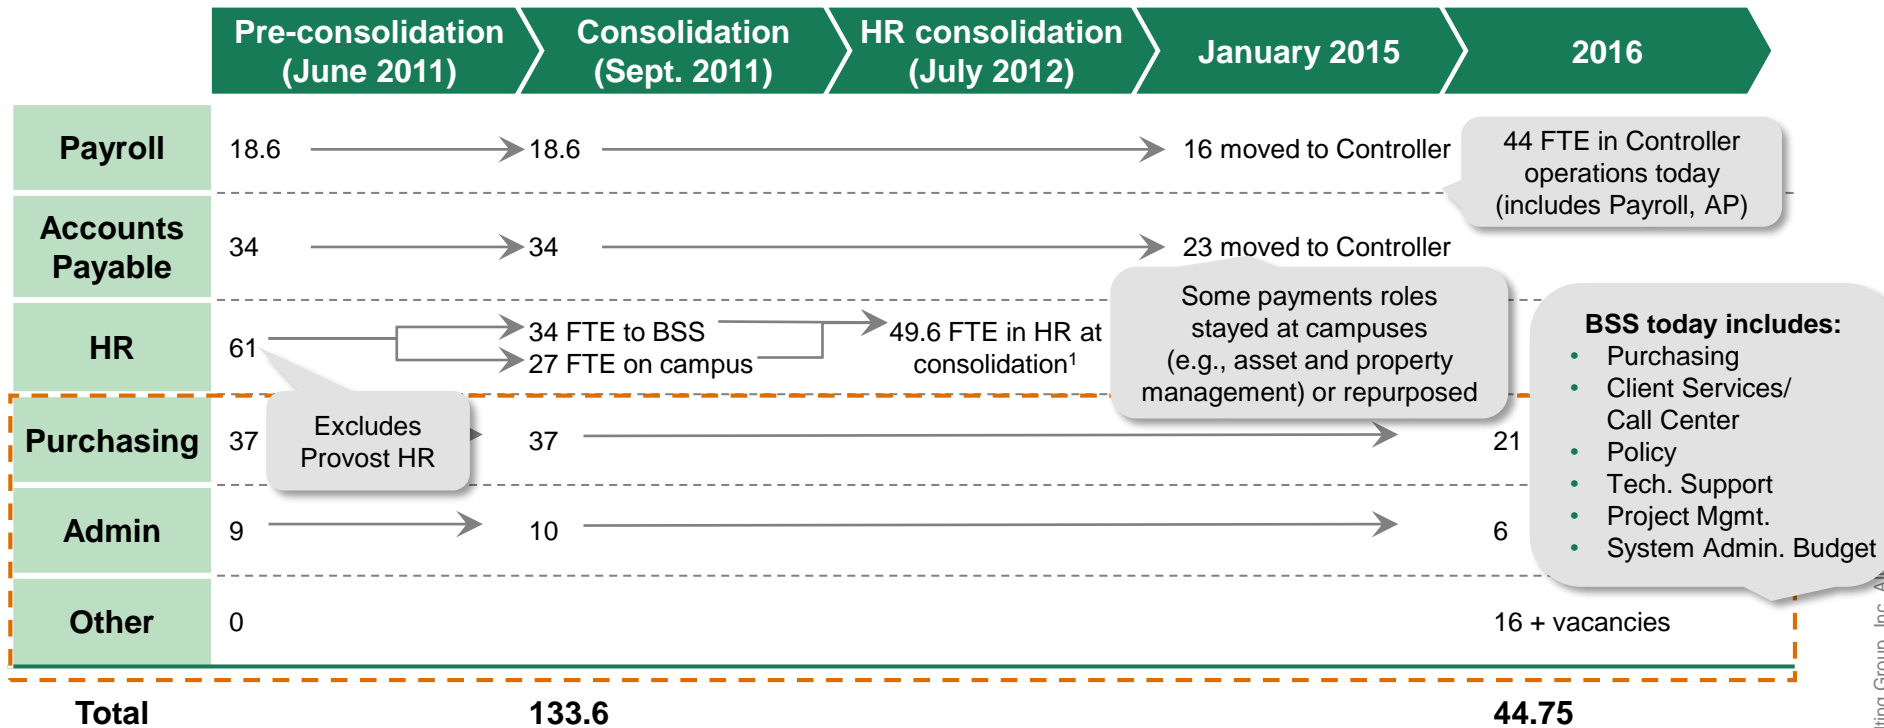 Pre-consolidation
(June 2011)
Consolidation
(Sept. 2011)
HR consolidation
(July 2012)
January 2015
2016
Payroll
18.6
18.6
16 moved to Controller
44 FTE in Controller
operations today
(includes Payroll, AP)
Accounts
Payable
34
34
23 moved to Controller
Some payments roles
stayed at campuses
(e.g., asset and property
management) or repurposed
HR
61
34 FTE to BSS
27 FTE on campus
49.6 FTE in HR at
consolidation¹
Excludes
Provost HR
BSS today includes:
• Purchasing
• Client Services/
Call Center
• Policy
• Tech. Support
• Project Mgmt.
• System Admin. Budget
Purchasing
37
37
21
Admin
9
10
6
Other
0
16 + vacancies
Total
133.6
44.75
Group, Inc.